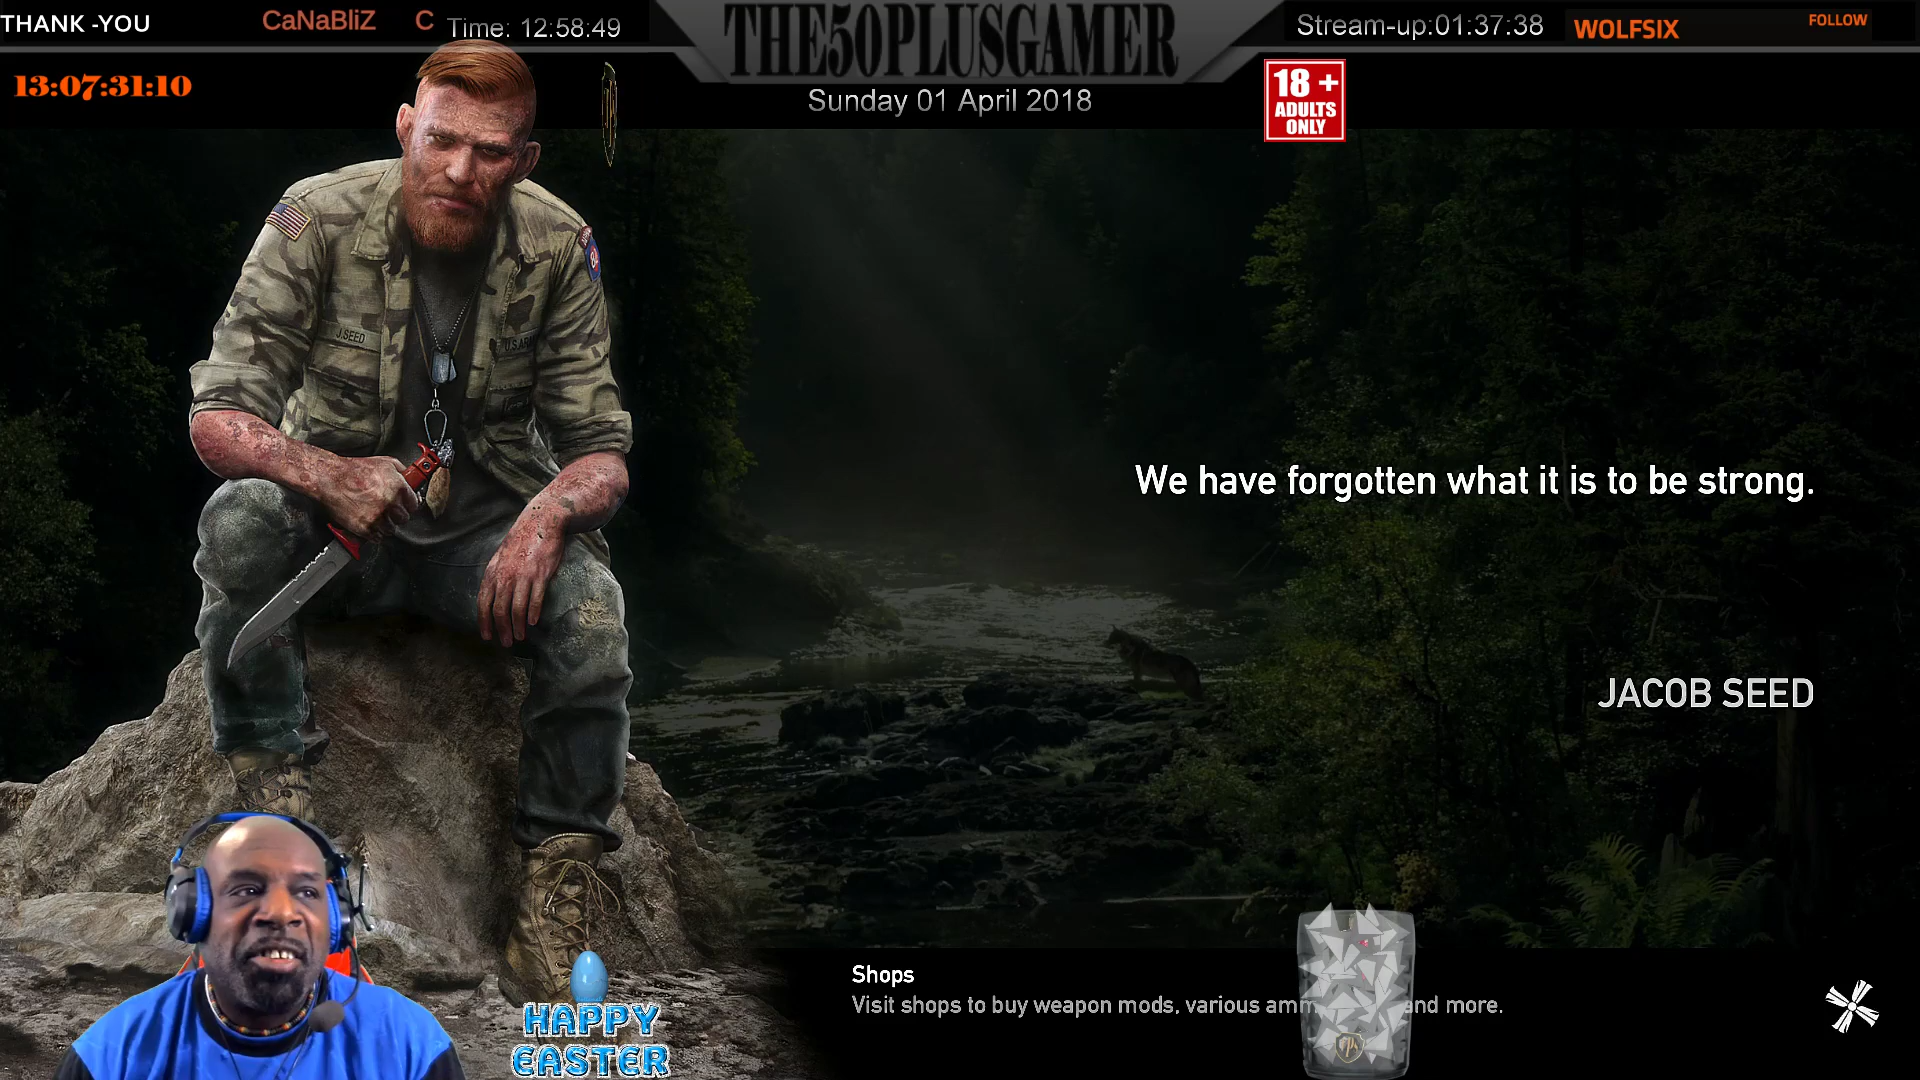 THANK -YOU
CaNaBliZ C
Time: 12:58:49
THE50PLUSGAMER
Stream-up:01:37:38
WOLFSIX
FOLLOW
13:07:31:10
Sunday 01 April 2018
18 +
ADULTS
ONLY
J.SEED
We have forgotten what it is to be strong.
JACOB SEED
Shops
Visit shops to buy weapon mods, various and more.
HAPPY
EASTER